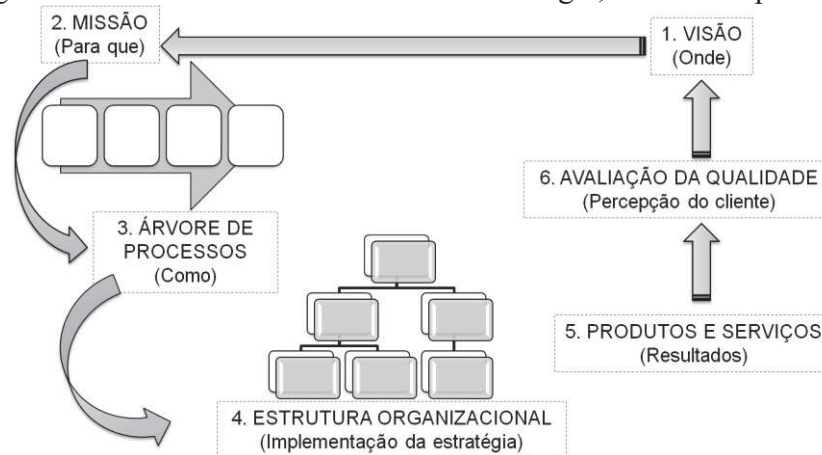 2. MISSÃO
(Para que)
1. VISÃO
(Onde)
3. ÁRVORE DE
PROCESSOS
(Como)
4. ESTRUTURA ORGANIZACIONAL
(Implementação da estratégia)
5. PRODUTOS E SERVIÇOS
(Resultados)
6. AVALIAÇÃO DA QUALIDADE
(Percepção do cliente)